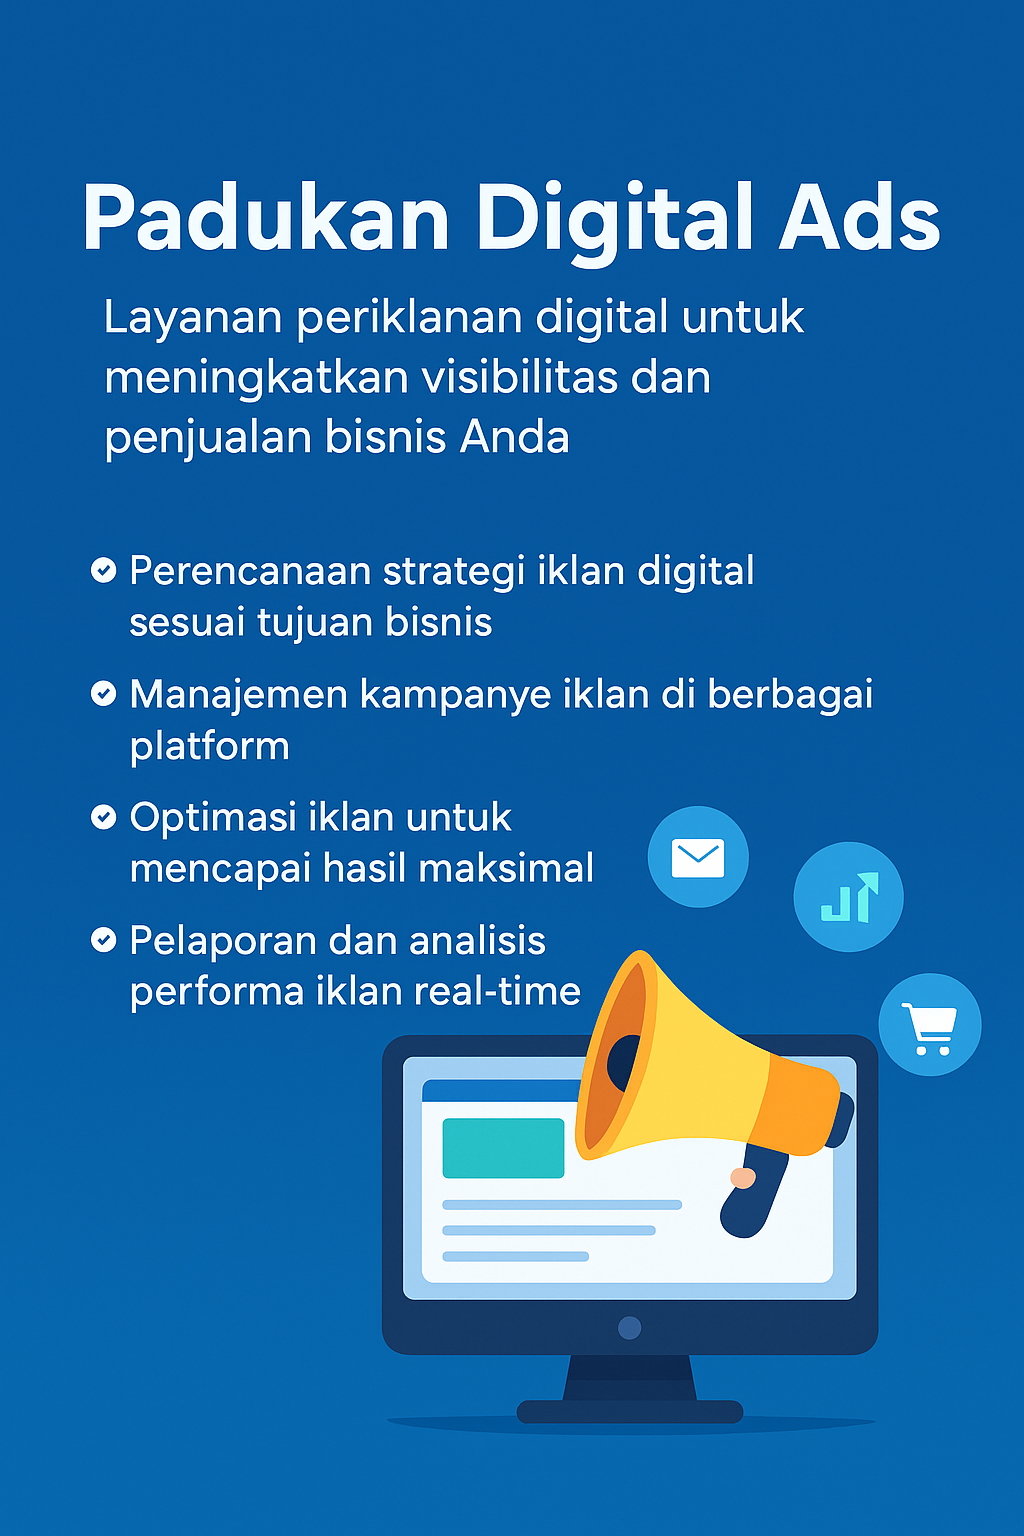 Padukan Digital Ads
Layanan periklanan digital untuk
meningkatkan visibilitas dan
penjualan bisnis Anda
Perencanaan strategi iklan digital
sesuai tujuan bisnis
Manajemen kampanye iklan di berbagai
platform
Optimasi iklan untuk
mencapai hasil maksimal
Pelaporan dan analisis
performa iklan real-time